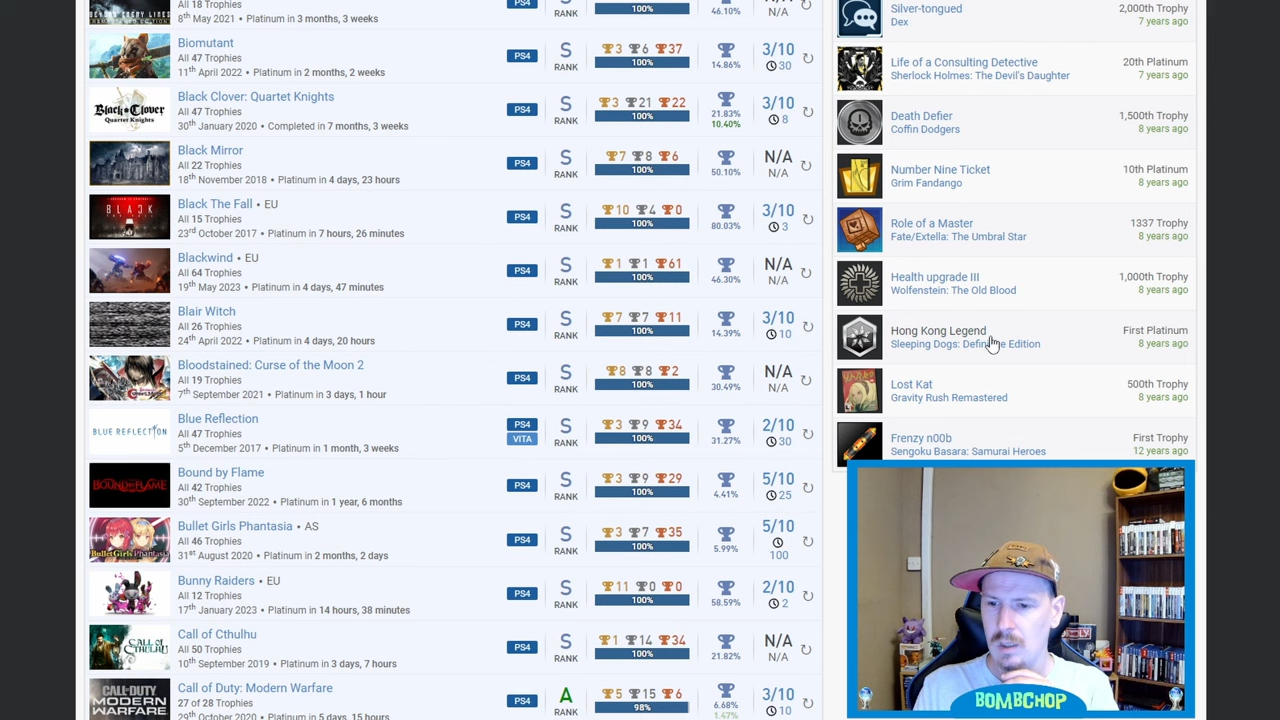 All 18 Trophies
8th May 2021 • Platinum in 3 months, 3 weeks
PS4
100%
46.10%
N/A
Biomutant
All 47 Trophies
11th April 2022 • Platinum in 2 months, 2 weeks
PS4
S
RANK
3 6 37
100%
14.86%
3/10
30
Black Clover
Quartet Knights
Black Clover: Quartet Knights
All 47 Trophies
30th January 2020 • Completed in 7 months, 3 weeks
PS4
S
RANK
3 21 22
100%
21.83%
10.40%
3/10
8
Black Mirror
All 22 Trophies
18th November 2018 • Platinum in 4 days, 23 hours
PS4
S
RANK
7 8 6
100%
50.10%
N/A
N/A
BLACK
Black The Fall • EU
All 15 Trophies
23rd October 2017 • Platinum in 7 hours, 26 minutes
PS4
S
RANK
10 4 0
100%
80.03%
3/10
3
Blackwind • EU
All 64 Trophies
19th May 2023 • Platinum in 4 days, 47 minutes
PS4
S
RANK
1 1 61
100%
46.30%
N/A
N/A
Blair Witch
All 26 Trophies
24th April 2022 • Platinum in 4 days, 20 hours
PS4
S
RANK
7 7 11
100%
14.39%
3/10
10
Bloodstained: Curse of the Moon 2
All 19 Trophies
7th September 2021 • Platinum in 3 days, 1 hour
PS4
S
RANK
8 8 2
100%
30.49%
N/A
N/A
BLUE REFLECTION
Blue Reflection
All 47 Trophies
5th December 2017 • Platinum in 1 month, 3 weeks
PS4
VITA
S
RANK
3 9 34
100%
31.27%
2/10
30
BOUND BY FLAME
Bound by Flame
All 42 Trophies
30th September 2022 • Platinum in 1 year, 6 months
PS4
S
RANK
3 9 29
100%
4.41%
5/10
25
Bullet Girls Phantasia
Bullet Girls Phantasia • AS
All 46 Trophies
31st August 2020 • Platinum in 2 months, 2 days
PS4
S
RANK
3 7 35
100%
5.99%
5/10
100
Bunny Raiders • EU
All 12 Trophies
17th January 2023 • Platinum in 14 hours, 38 minutes
PS4
S
RANK
11 0 0
100%
58.59%
2/10
2
CALL OF
CTHULHU
Call of Cthulhu
All 50 Trophies
10th September 2019 • Platinum in 3 days, 7 hours
PS4
S
RANK
1 14 34
100%
21.82%
N/A
N/A
CALL·DUTY
MODERN
WARFARE
Call of Duty: Modern Warfare
27 of 28 Trophies
20th October 2020 • Platinum in 5 days, 15 hours
PS4
A
RANK
5 15 6
98%
6.68%
1.47%
3/10
10
Silver-tongued
Dex
2,000th Trophy
7 years ago
Life of a Consulting Detective
Sherlock Holmes: The Devil's Daughter
20th Platinum
7 years ago
Death Defier
Coffin Dodgers
1,500th Trophy
8 years ago
Number Nine Ticket
Grim Fandango
10th Platinum
8 years ago
Role of a Master
Fate/Extella: The Umbral Star
1337 Trophy
8 years ago
Health upgrade III
Wolfenstein: The Old Blood
1,000th Trophy
8 years ago
Hong Kong Legend
Sleeping Dogs: Edition
First Platinum
8 years ago
Lost Kat
Gravity Rush Remastered
500th Trophy
8 years ago
Frenzy n00b
Sengoku Basara: Samurai Heroes
First Trophy
12 years ago
BOMBCHOP